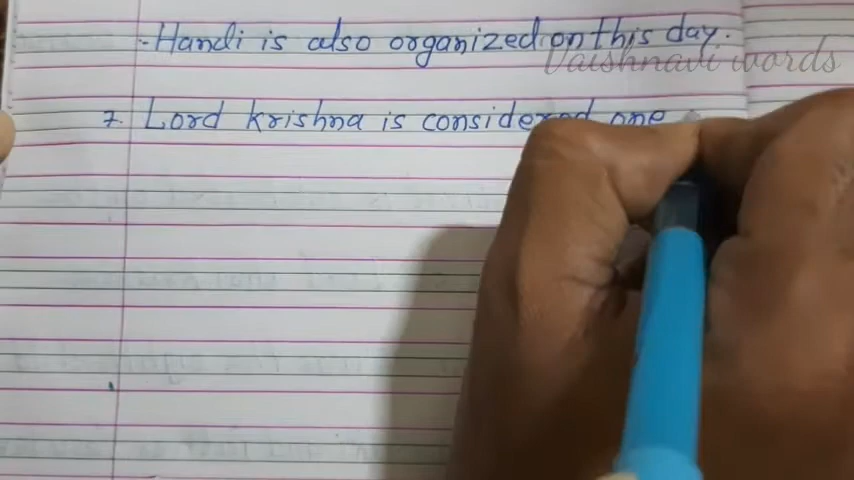 - Handi is also organized on this day.
Vaishnavi words
7. Lord krishna is considered one